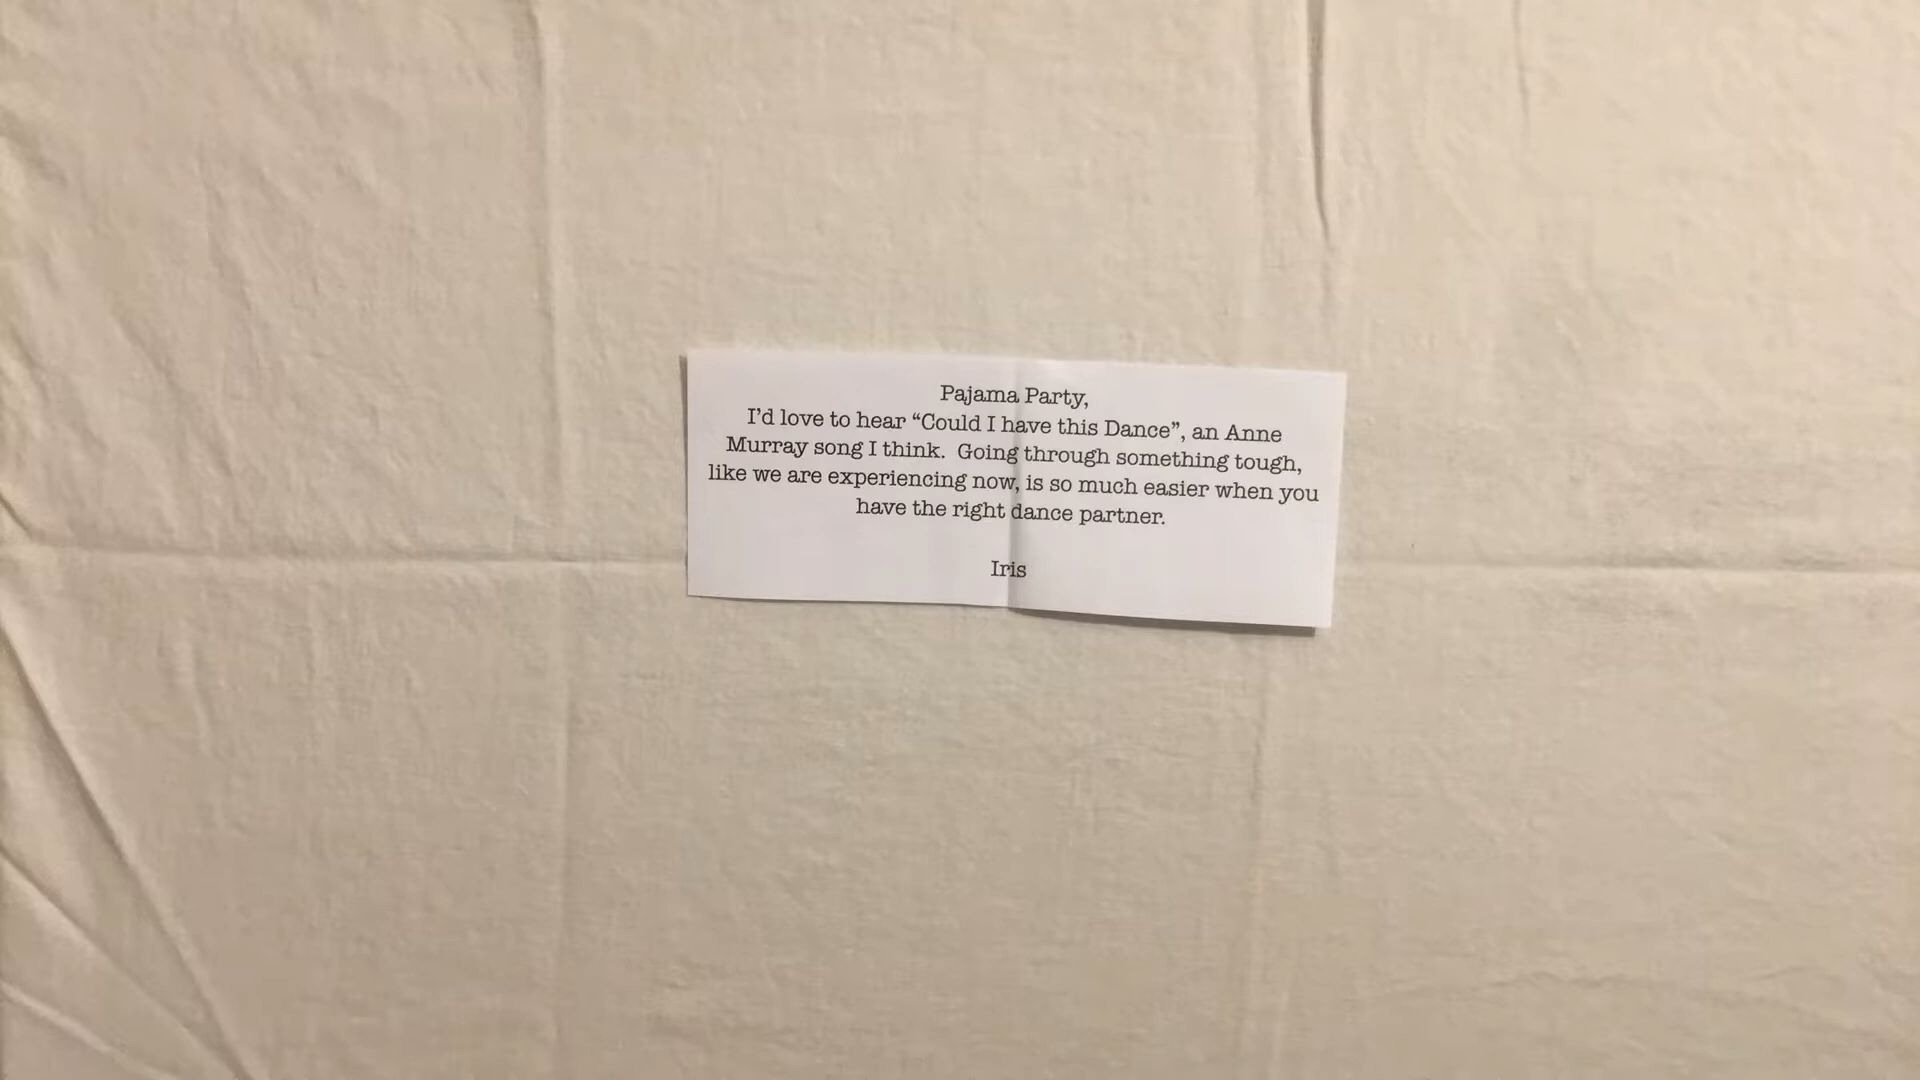 Pajama Party,
I'd love to hear “Could I have this Dance”, an Anne
Murray song I think.  Going through something tough,
like we are experiencing now, is so much easier when you
have the right dance partner.
Iris